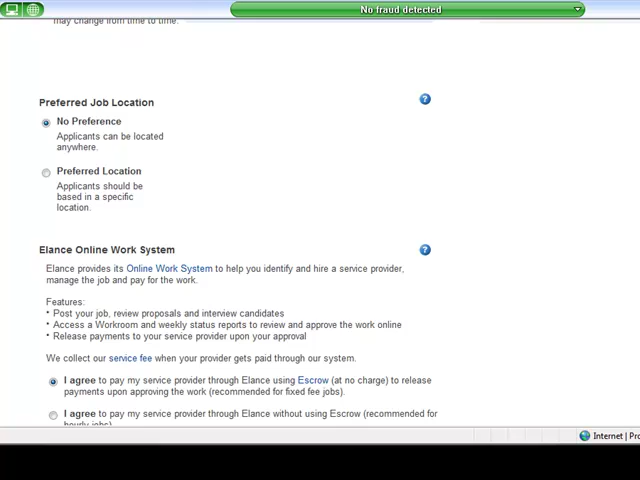 No fraud detected
may change from time to time.
Preferred Job Location
No Preference
Applicants can be located
anywhere.
Preferred Location
Applicants should be
based in a specific
location.
Elance Online Work System
Elance provides its Online Work System to help you identify and hire a service provider,
manage the job and pay for the work.
Features:
• Post your job, review proposals and interview candidates
• Access a Workroom and weekly status reports to review and approve the work online
• Release payments to your service provider upon your approval
We collect our service fee when your provider gets paid through our system.
I agree to pay my service provider through Elance using Escrow (at no charge) to release
payments upon approving the work (recommended for fixed fee jobs).
I agree to pay my service provider through Elance without using Escrow (recommended for
hourly jobs)
Internet | Pro